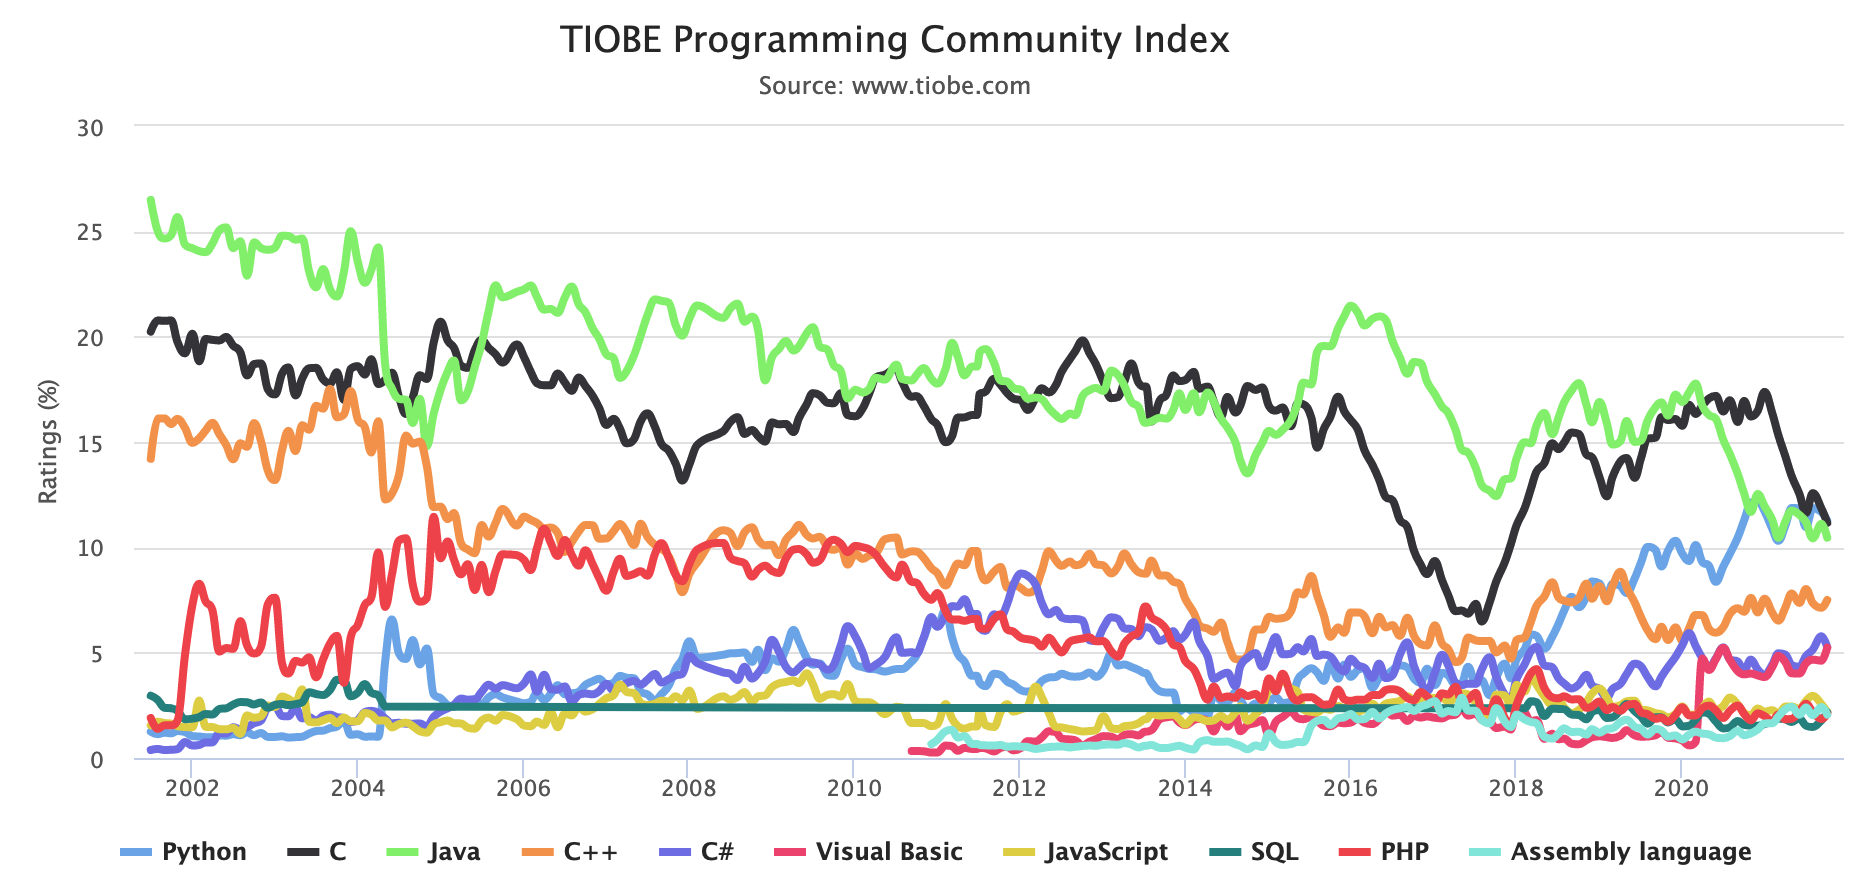 TIOBE Programming Community Index
Source: www.tiobe.com
Ratings (%)
30
25
20
15
10
5
0
2002 2004 2006 2008 2010 2012 2014 2016 2018 2020
Python C Java C++ C# Visual Basic JavaScript SQL PHP Assembly language